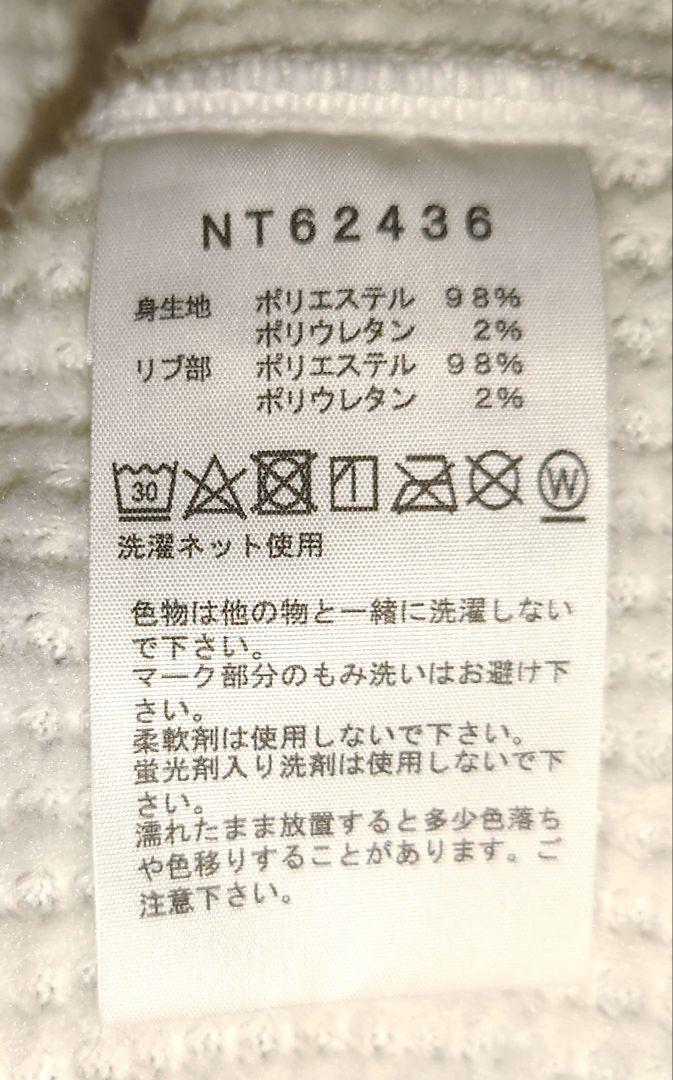 NT62436
身生地 ポリエステル 98%
ポリウレタン 2%
リブ部 ポリエステル 98%
ポリウレタン 2%
30 W
洗濯ネット使用
色物は他の物と一緒に洗濯しない
で下さい。
マーク部分のもみ洗いはお避け下
さい。
柔軟剤は使用しないで下さい。
蛍光剤入り洗剤は使用しないで下
さい。
濡れたまま放置すると多少色落ち
や色移りすることがあります。ご
注意下さい。